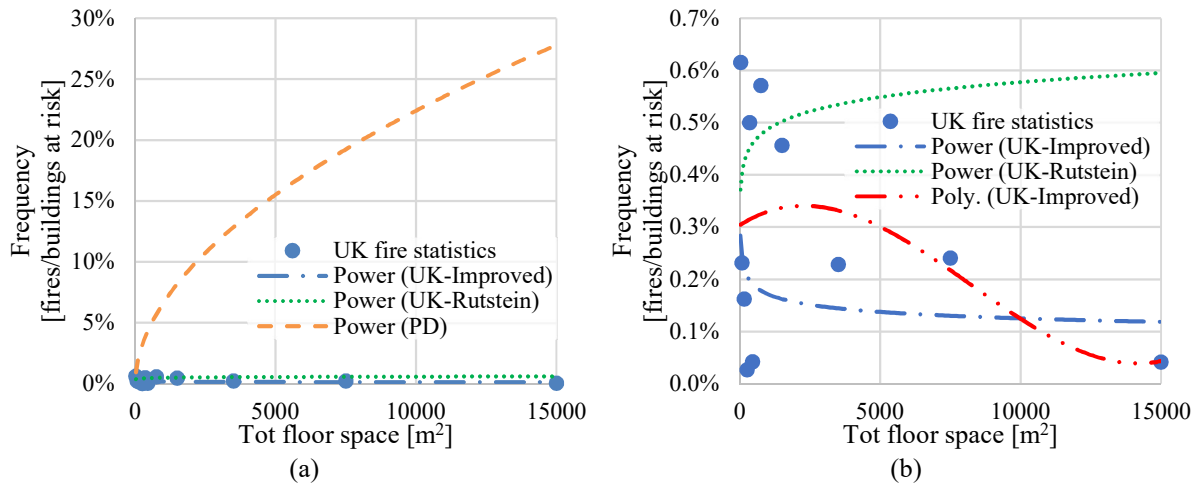 30%
25%
20%
15%
10%
5%
0%
Frequency
[fires/buildings at risk]
UK fire statistics
Power (UK-Improved)
Power (UK-Rutstein)
Power (PD)
0 5000 10000 15000
Tot floor space [m²]
(a)
0.7%
0.6%
0.5%
0.4%
0.3%
0.2%
0.1%
0.0%
Frequency
[fires/buildings at risk]
UK fire statistics
Power (UK-Improved)
Power (UK-Rutstein)
Poly. (UK-Improved)
0 5000 10000 15000
Tot floor space [m²]
(b)